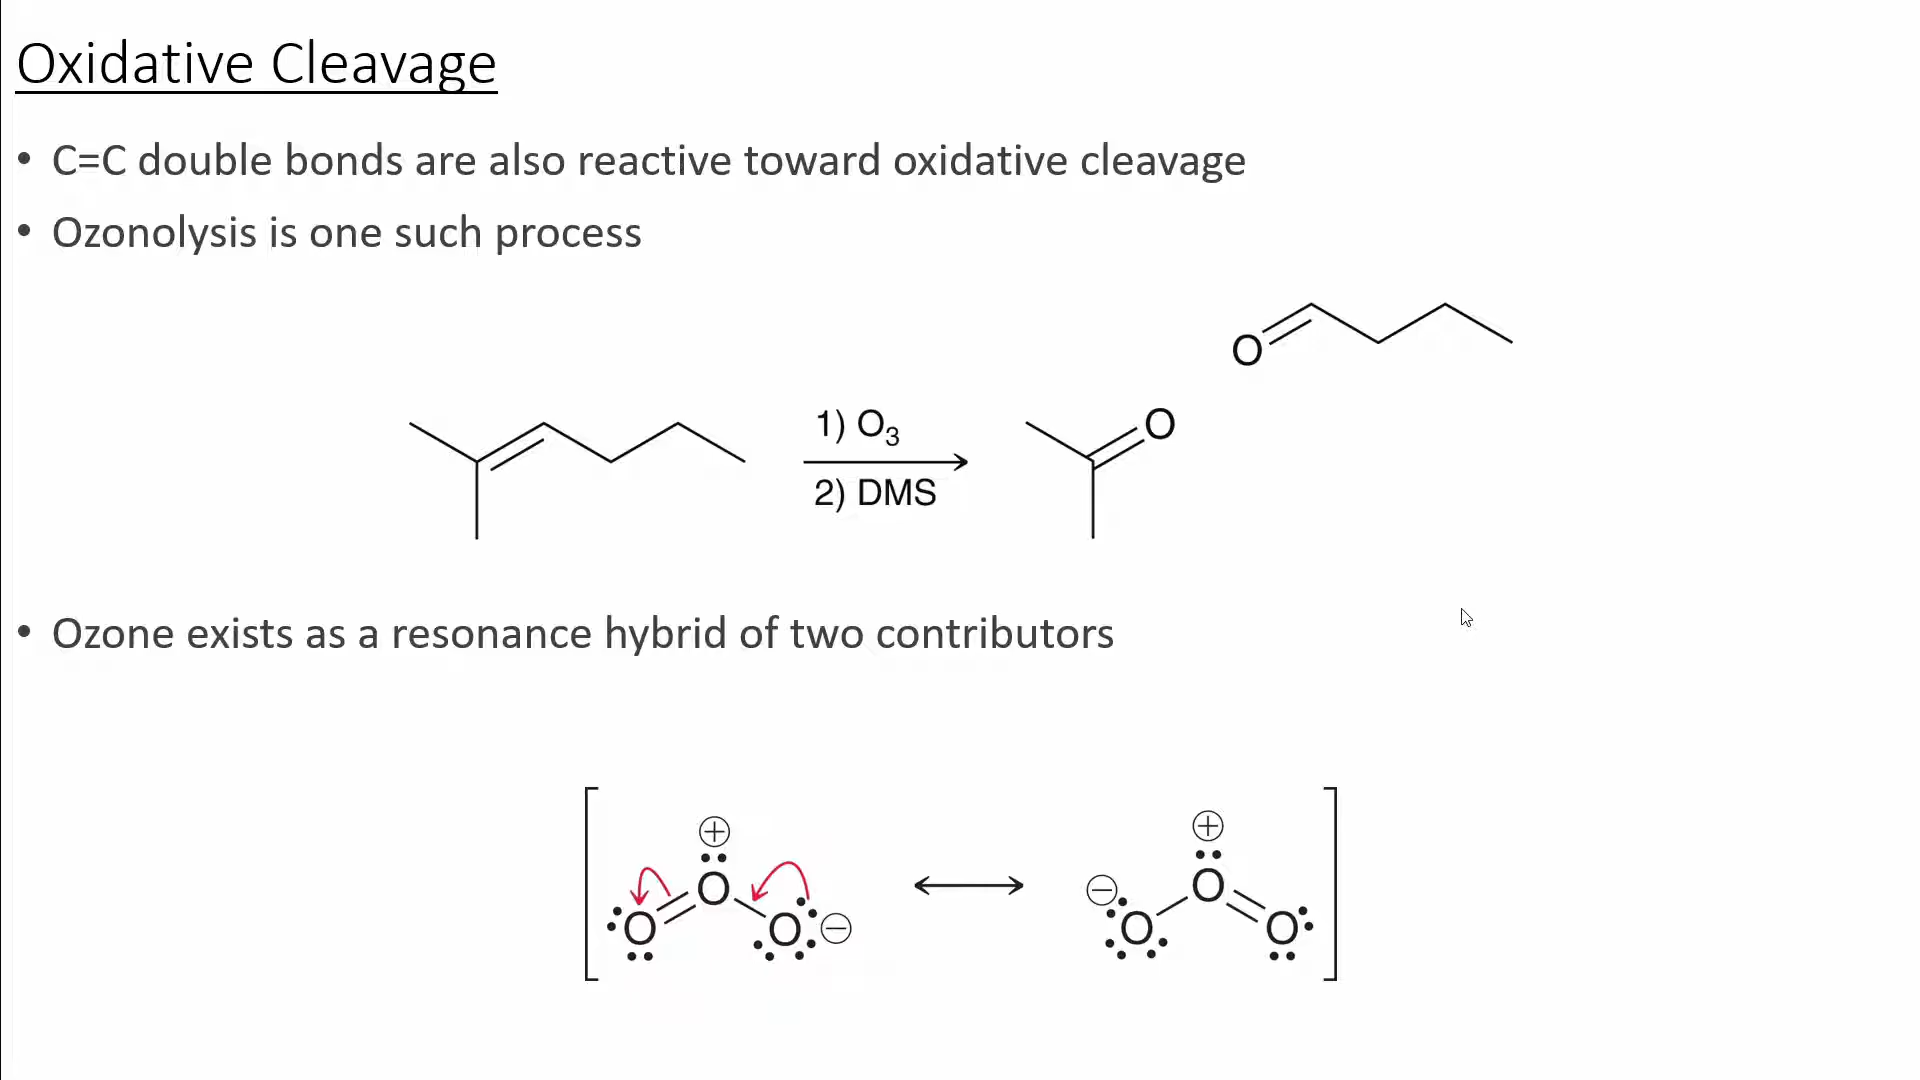 Oxidative Cleavage
• C=C double bonds are also reactive toward oxidative cleavage
• Ozonolysis is one such process
O
1) O₃
2) DMS
O
• Ozone exists as a resonance hybrid of two contributors
⊕ ⊕
O O
⊖
O O ⊖ O O